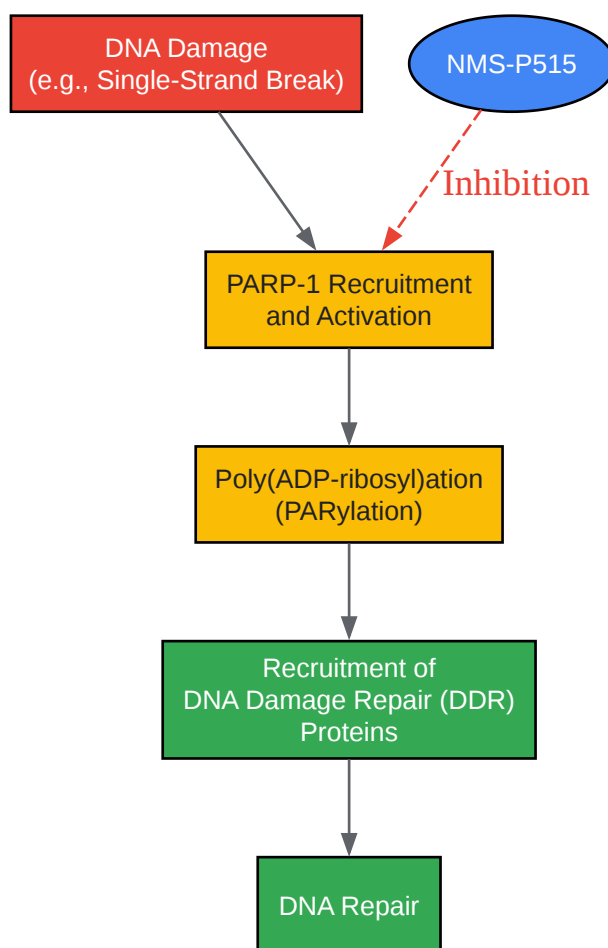 DNA Damage
(e.g., Single-Strand Break)
NMS-P515
Inhibition
PARP-1 Recruitment
and Activation
Poly(ADP-ribosyl)ation
(PARylation)
Recruitment of
DNA Damage Repair (DDR)
Proteins
DNA Repair